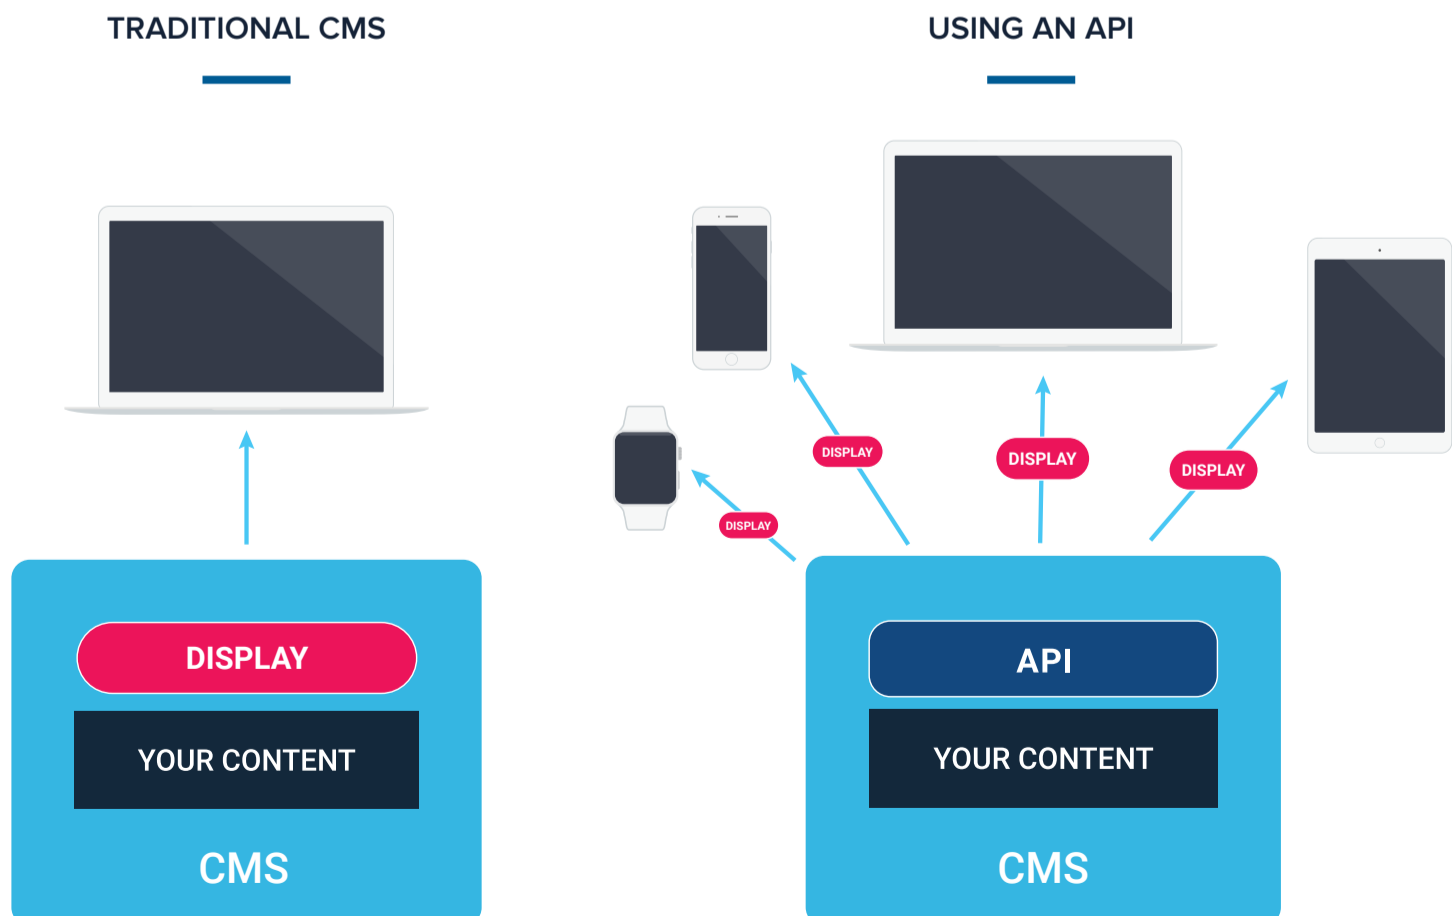 TRADITIONAL CMS
DISPLAY
YOUR CONTENT
CMS
USING AN API
DISPLAY
DISPLAY
DISPLAY
DISPLAY
API
YOUR CONTENT
CMS